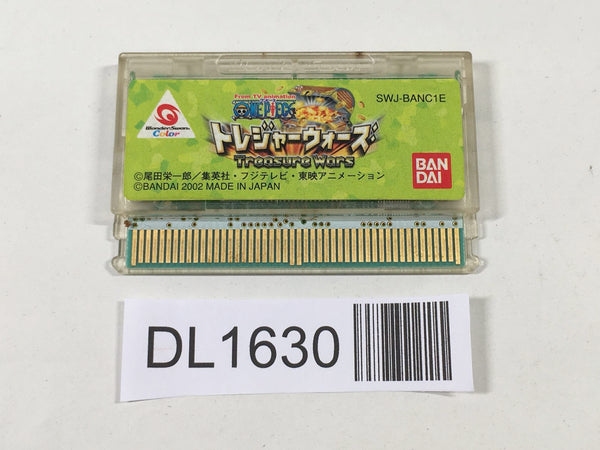 WonderSwan
Color
From TV animation
ONE PIECE
トレジャーウォーズ
Treasure Wars
SWJ-BANC1E
BAN
DAI
©尾田栄一郎／集英社・フジテレビ・東映アニメーション
©BANDAI 2002 MADE IN JAPAN
DL1630